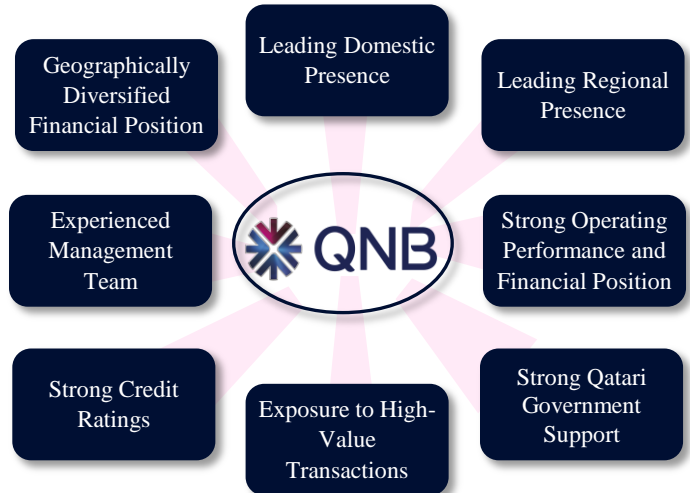 Leading Domestic
Presence
Geographically
Diversified
Financial Position
Leading Regional
Presence
Experienced
Management
Team
QNB
Strong Operating
Performance and
Financial Position
Strong Credit
Ratings
Exposure to High-
Value
Transactions
Strong Qatari
Government
Support